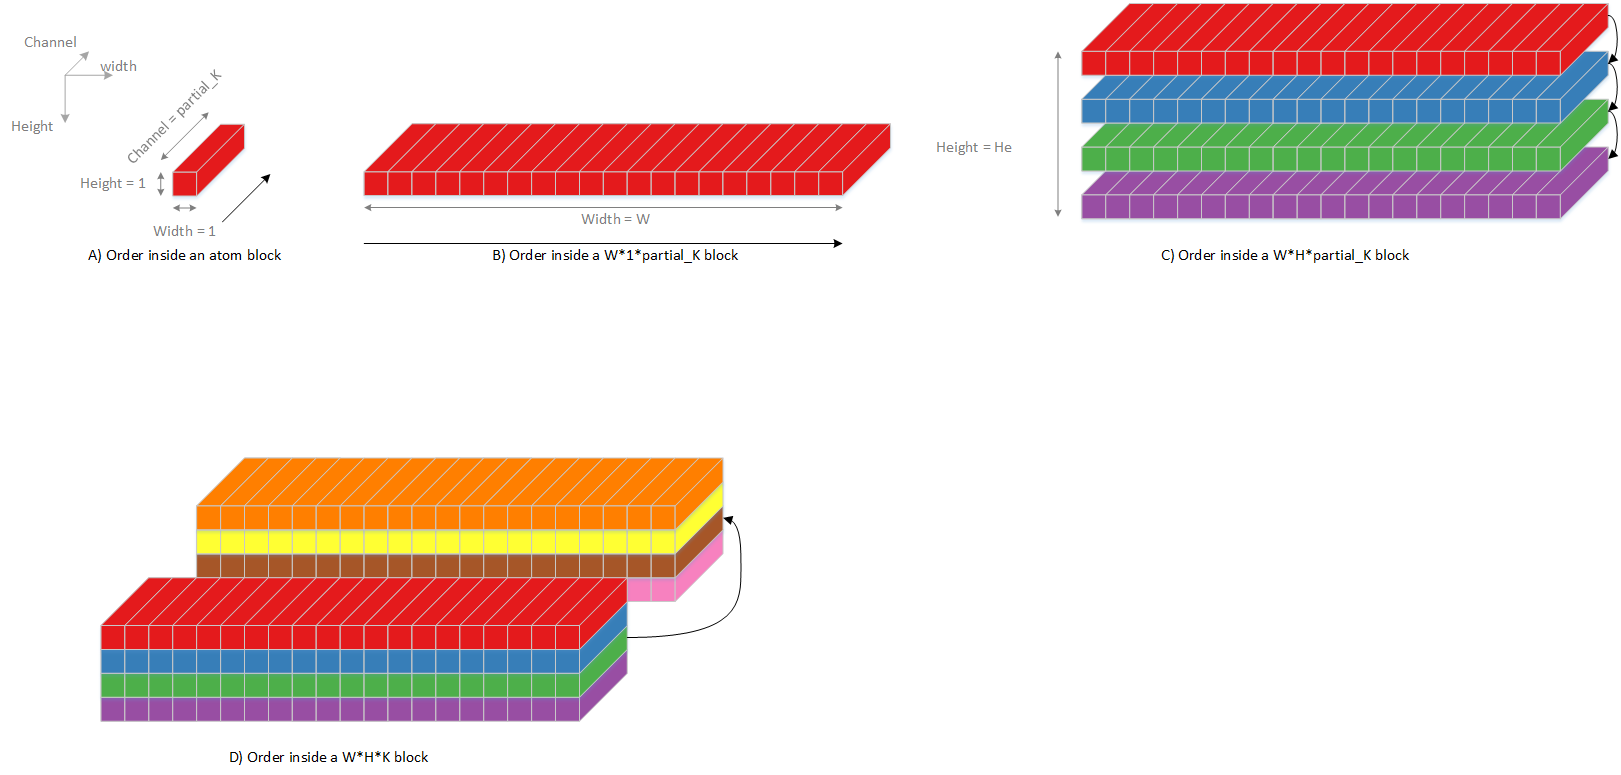 Channel
width
Height
Channel = partial_K
Height = 1
Width = 1
A) Order inside an atom block
Width = W
B) Order inside a W*1*partial_K block
Height = He
C) Order inside a W*H*partial_K block
D) Order inside a W*H*K block